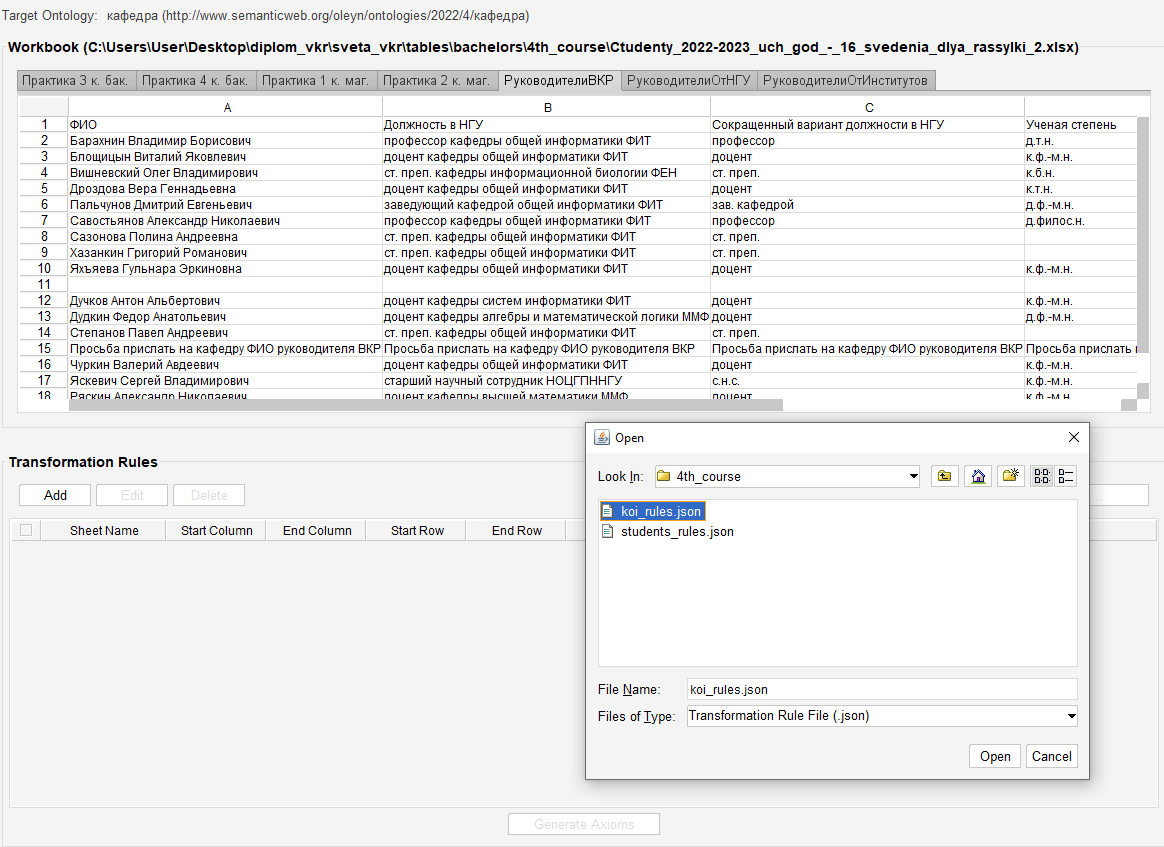 Target Ontology: кафедра (http://www.semanticweb.org/oleyn/ontologies/2022/4/кафедра)
Workbook (C:\Users\User\Desktop\diplom_vkr\sveta_vkr\tables\bachelors\4th_course\Ctudenty_2022-2023_uch_god_-_16_svedenia_dlya_rassylki_2.xlsx)
Практика 3 к. бак. Практика 4 к. бак. Практика 1 к. маг. Практика 2 к. маг. РуководителиВКР РуководителиОтНГУ РуководителиОтИнститутов
A B C
1 ФИО Должность в НГУ Сокращенный вариант должности в НГУ Ученая степень
2 Барахнин Владимир Борисович профессор кафедры общей информатики ФИТ профессор д.т.н.
3 Блощицын Виталий Яковлевич доцент кафедры общей информатики ФИТ доцент к.ф.-м.н.
4 Вишневский Олег Владимирович ст. преп. кафедры информационной биологии ФЕН ст. преп. к.б.н.
5 Дроздова Вера Геннадьевна доцент кафедры общей информатики ФИТ доцент к.т.н.
6 Пальчунов Дмитрий Евгеньевич заведующий кафедрой общей информатики ФИТ зав. кафедрой д.ф.-м.н.
7 Савостьянов Александр Николаевич профессор кафедры общей информатики ФИТ профессор д.филос.н.
8 Сазонова Полина Андреевна ст. преп. кафедры общей информатики ФИТ ст. преп.
9 Хазанкин Григорий Романович ст. преп. кафедры общей информатики ФИТ ст. преп.
10 Яхъяева Гульнара Эркиновна доцент кафедры общей информатики ФИТ доцент к.ф.-м.н.
11
12 Дучков Антон Альбертович доцент кафедры систем информатики ФИТ доцент к.ф.-м.н.
13 Дудкин Федор Анатольевич доцент кафедры алгебры и математической логики ММФ доцент д.ф.-м.н.
14 Степанов Павел Андреевич ст. преп. кафедры общей информатики ФИТ ст. преп.
15 Просьба прислать на кафедру ФИО руководителя ВКР Просьба прислать на кафедру ФИО руководителя ВКР Просьба прислать на кафедру ФИО руководителя ВКР Просьба прислать
16 Чуркин Валерий Авдеевич доцент кафедры общей информатики ФИТ доцент к.ф.-м.н.
17 Яскевич Сергей Владимирович старший научный сотрудник НОЦГПННГУ с.н.с. к.ф.-м.н.
18 Ряскин Александр Николаевич доцент кафедры высшей математики ММФ доцент к.ф.-м.н.
Open
Look In: 4th_course
koi_rules.json
students_rules.json
File Name: koi_rules.json
Files of Type: Transformation Rule File (.json)
Open Cancel
Transformation Rules
Add Edit Delete
Sheet Name Start Column End Column Start Row End Row
Generate Axioms